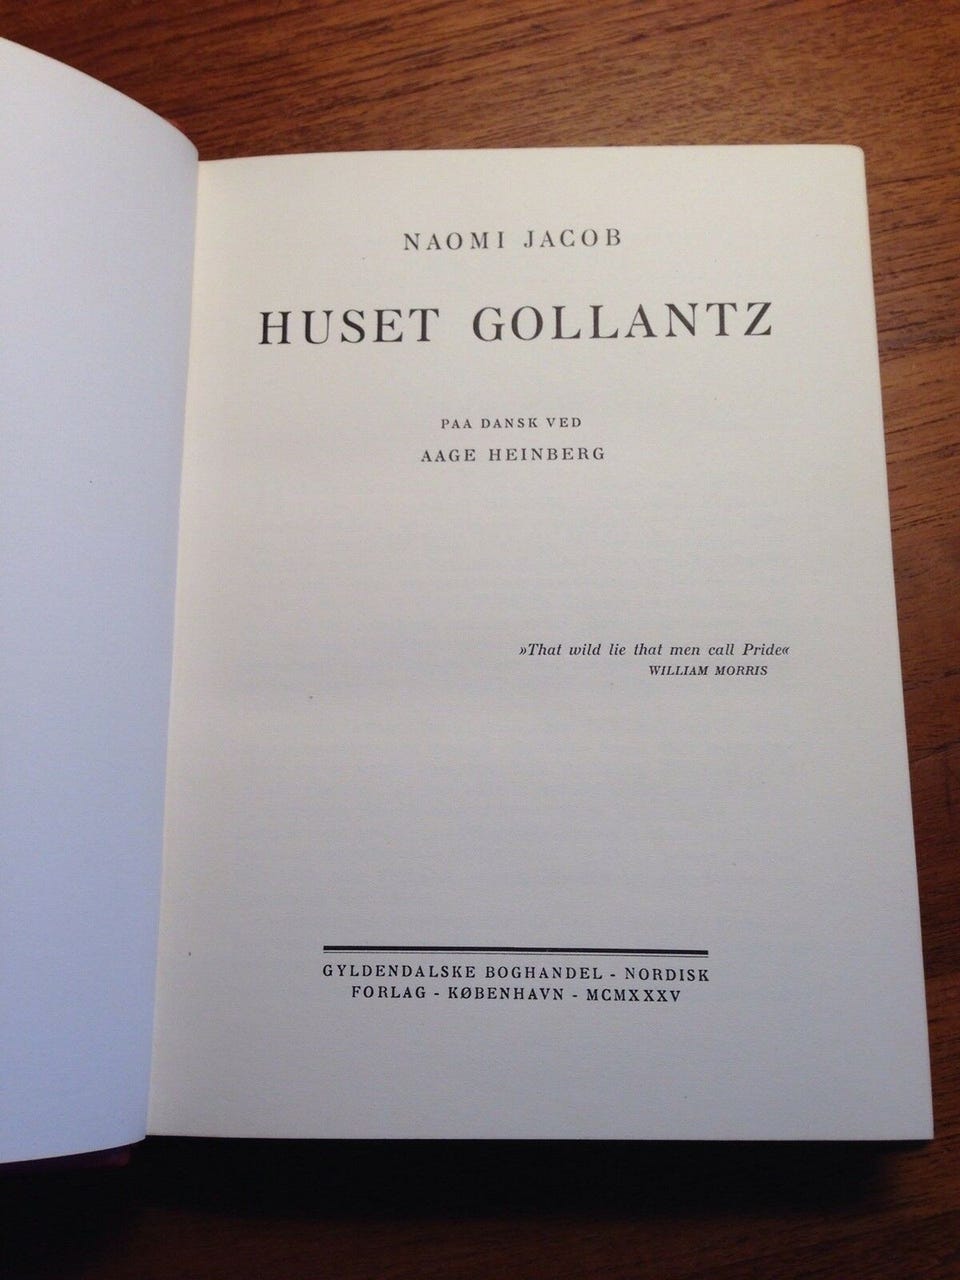 NAOMI JACOB
HUSET GOLLANTZ
PAA DANSK VED
AAGE HEINBERG
»That wild lie that men call Pride«
WILLIAM MORRIS
GYLDENDALSKE BOGHANDEL - NORDISK
FORLAG - KØBENHAVN - MCMXXXV